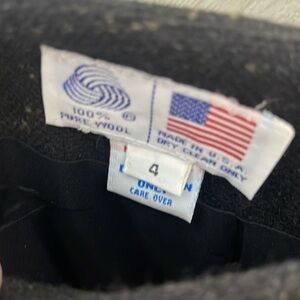 100% ®
PURE WOOL
MADE IN U.S.A.
DRY CLEAN ONLY
4
ONLY
CARE OVER